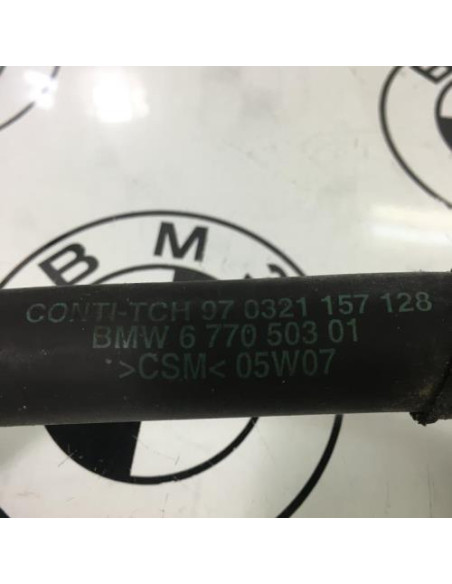 B M
B M
CONTI-TCH 97 0321 157 128
BMW 6 770 503 01
>CSM< 05W07